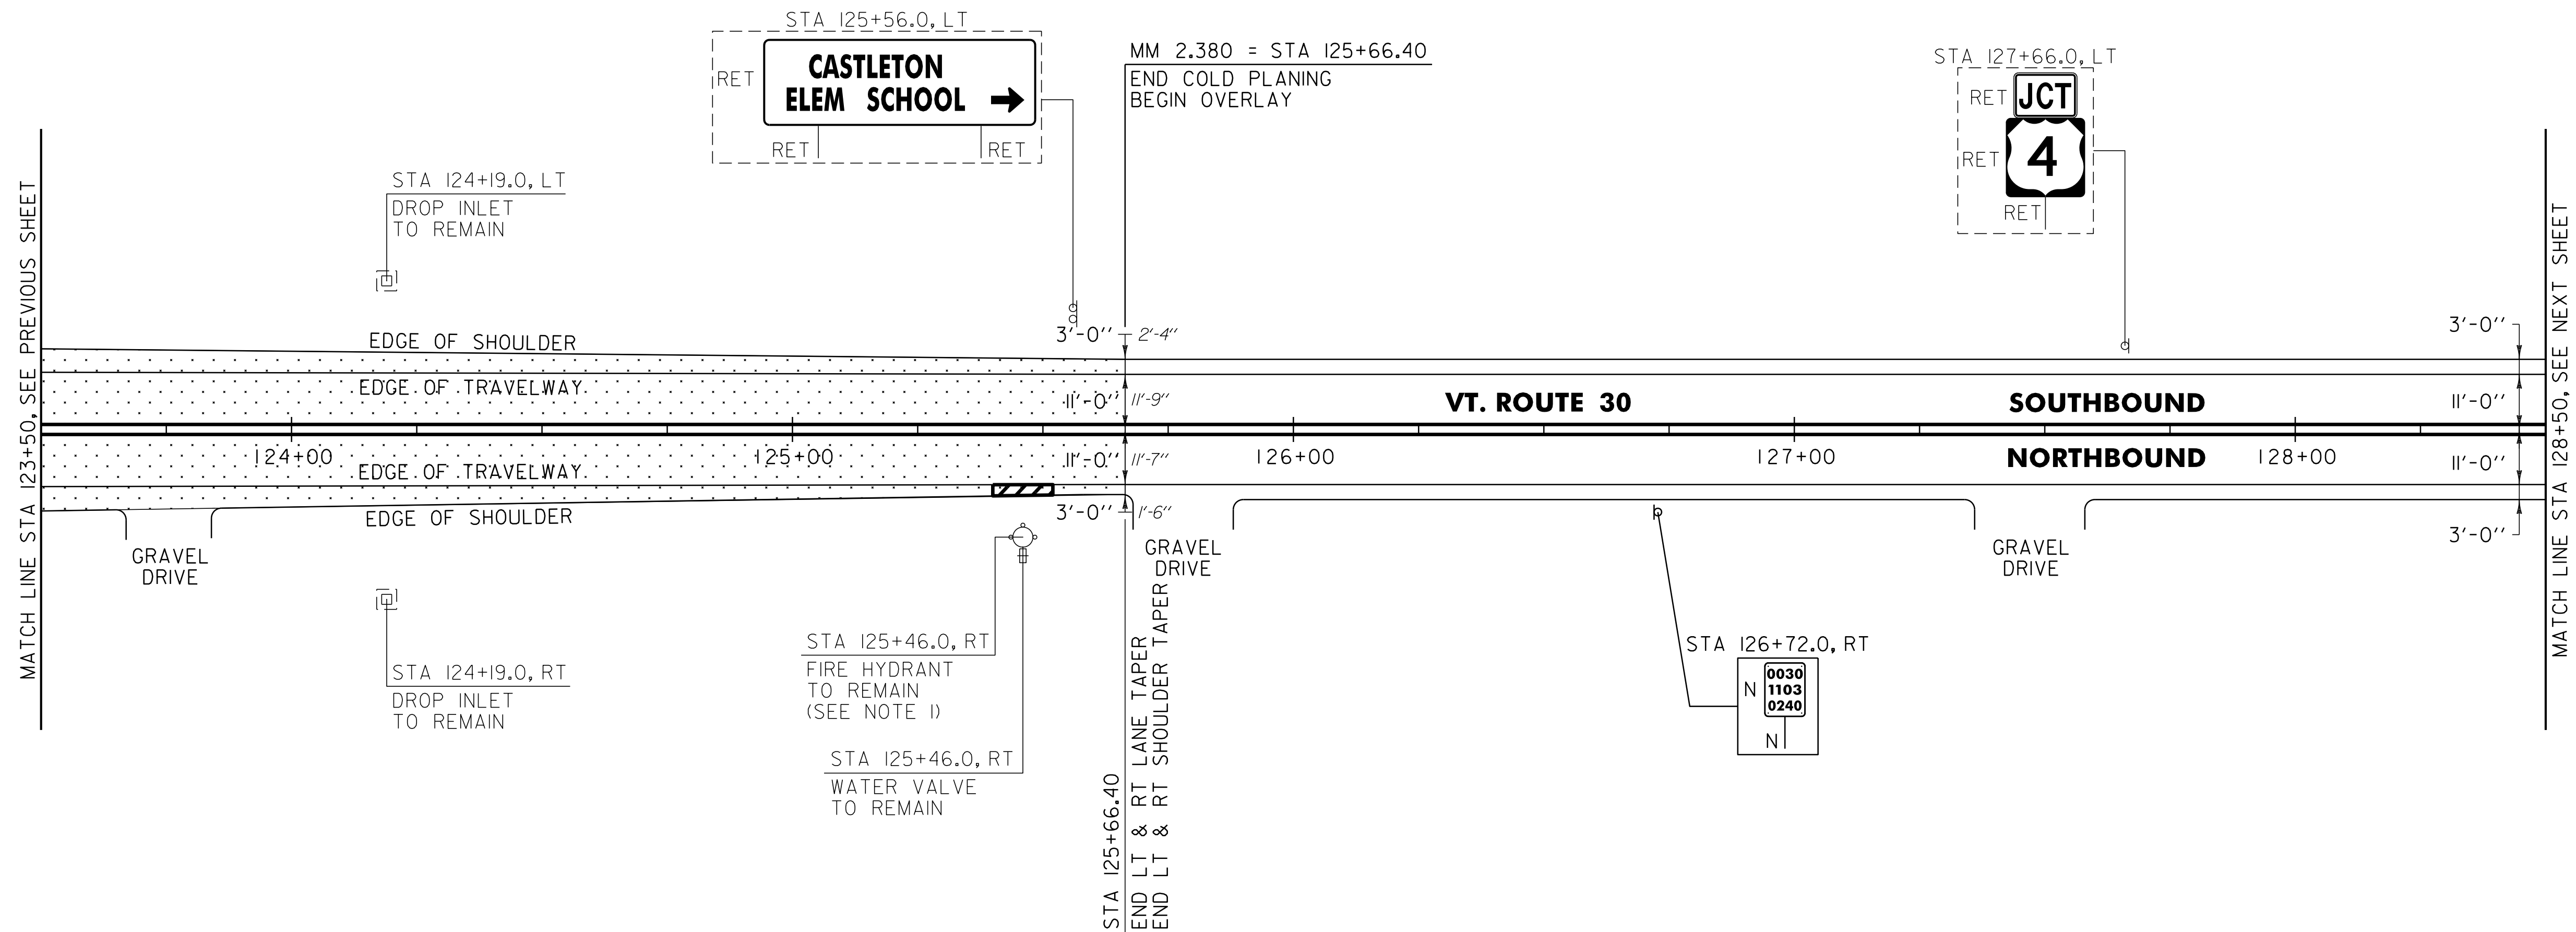 STA 125+56.0, LT
RET
CASTLETON
ELEM SCHOOL
RET
RET
MM 2.380 = STA 125+66.40
END COLD PLANING
BEGIN OVERLAY
STA 127+66.0, LT
RET
JCT
RET
4
RET
STA 124+19.0, LT
DROP INLET
TO REMAIN
MATCH LINE STA 123+50, SEE PREVIOUS SHEET
EDGE OF SHOULDER
EDGE OF TRAVELWAY
3'-0" 2'-4"
11'-0" 11'-9"
VT. ROUTE 30
SOUTHBOUND
3'-0"
11'-0"
124+00
EDGE OF TRAVELWAY
125+00
11'-0" 11'-7"
126+00
127+00
NORTHBOUND
128+00
11'-0"
EDGE OF SHOULDER
3'-0" 1'-6"
3'-0"
MATCH LINE STA 128+50, SEE NEXT SHEET
GRAVEL
DRIVE
GRAVEL
DRIVE
GRAVEL
DRIVE
STA 124+19.0, RT
DROP INLET
TO REMAIN
STA 125+46.0, RT
FIRE HYDRANT
TO REMAIN
(SEE NOTE 1)
STA 125+46.0, RT
WATER VALVE
TO REMAIN
STA 125+66.40
END LT & RT LANE TAPER
END LT & RT SHOULDER TAPER
STA 126+72.0, RT
N
0030
1103
0240
N